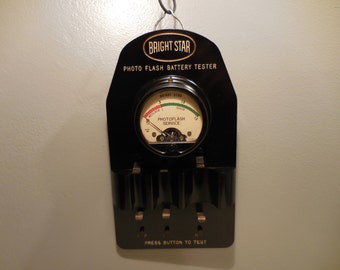 BRIGHT STAR
PHOTO FLASH BATTERY TESTER
PHOTOFLASH
SERVICE
PRESS BUTTON TO TEST